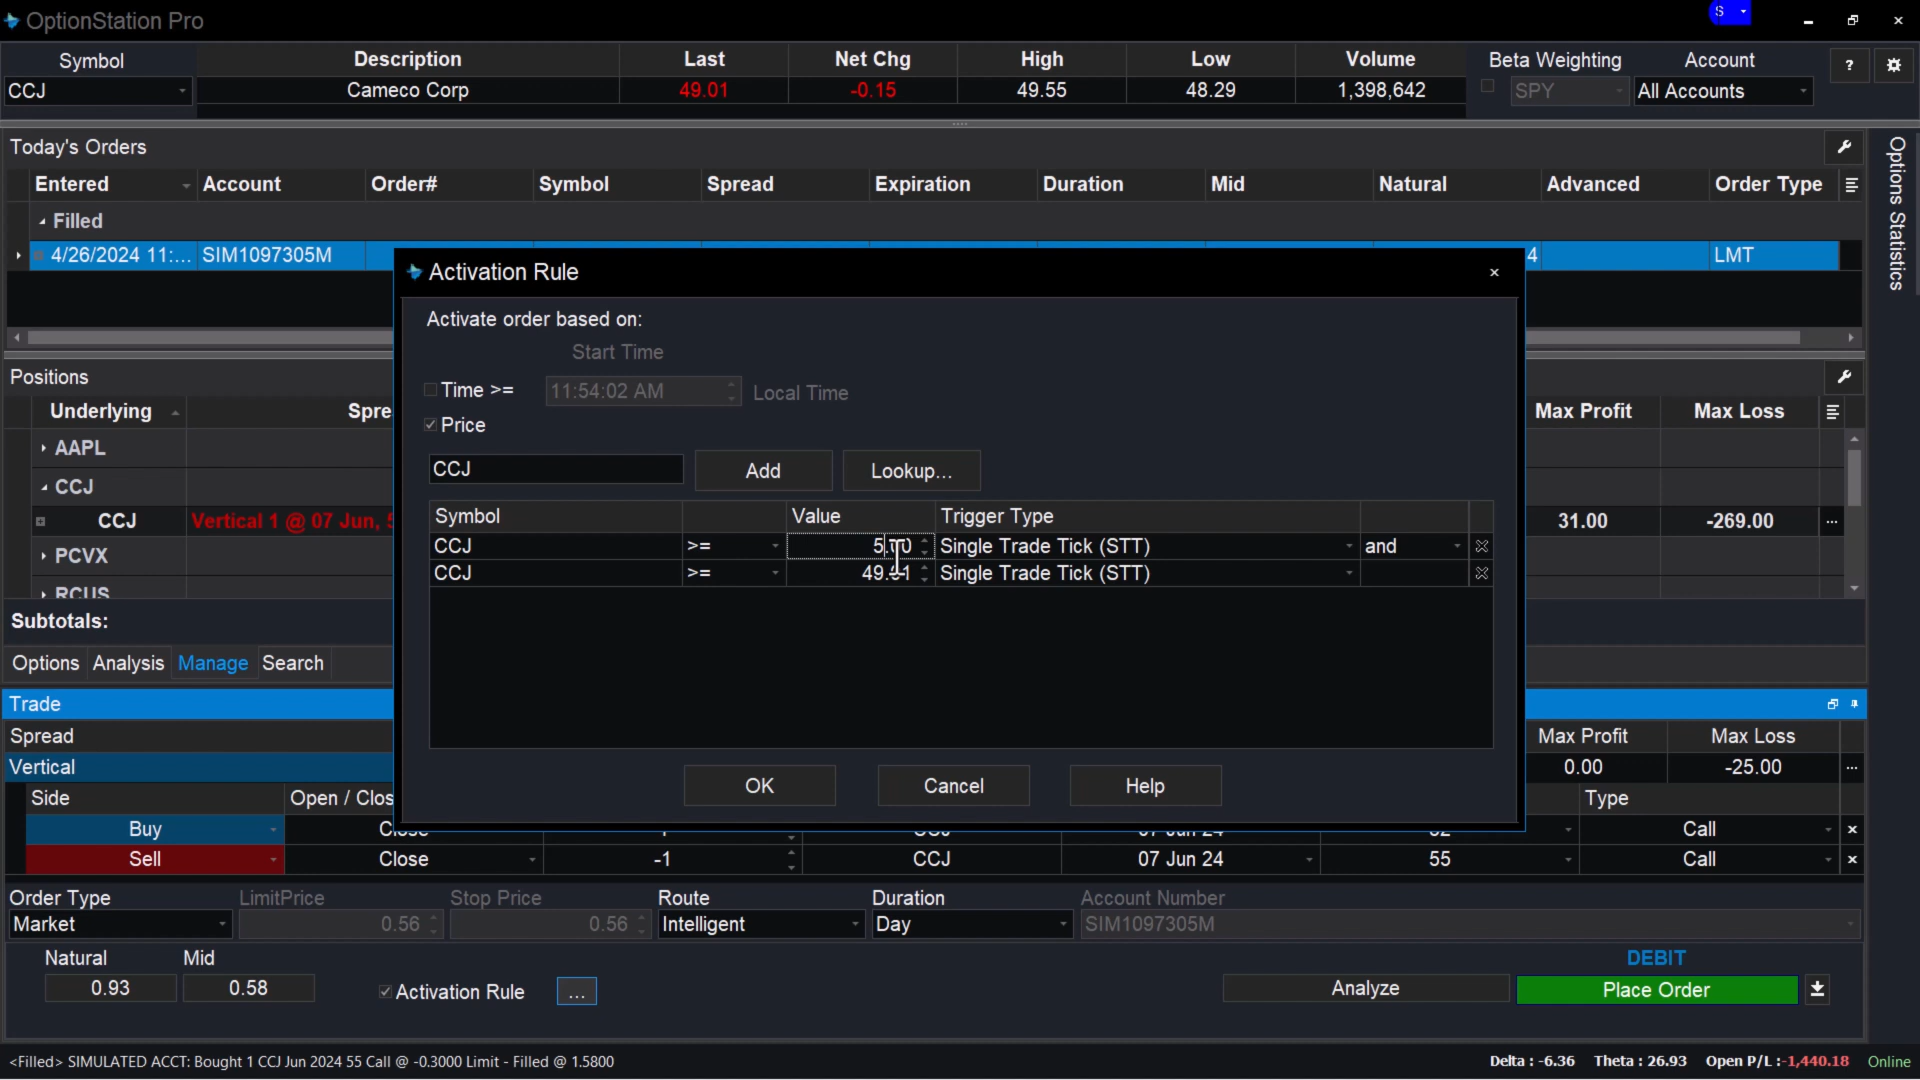 OptionStation Pro
S
Symbol Description Last Net Chg High Low Volume Beta Weighting Account
CCJ Cameco Corp 49.01 -0.15 49.55 48.29 1,398,642 SPY All Accounts ?
Today's Orders
Entered Account Order# Symbol Spread Expiration Duration Mid Natural Advanced Order Type
Filled
4/26/2024 11:... SIM1097305M 4 LMT
Options Statistics
Activation Rule
Activate order based on:
Start Time
Time >= 11:54:02 AM Local Time
Price
CCJ Add Lookup...
Symbol Value Trigger Type
CCJ >= Single Trade Tick (STT) and
CCJ >= Single Trade Tick (STT)
OK Cancel Help
Positions
Underlying Spre Max Profit Max Loss
AAPL
CCJ
CCJ Vertical 1 @ 07 Jun, 31.00 -269.00 ...
PCVX
RCUS
Subtotals:
Options Analysis Manage Search
Trade
Spread Max Profit Max Loss
Vertical 0.00 -25.00 ...
Side Open / Clos Type
Buy Call
Sell Close -1 CCJ 07 Jun 24 55 Call
Order Type LimitPrice Stop Price Route Duration Account Number
Market 0.56 0.56 Intelligent Day SIM1097305M
Natural Mid DEBIT
0.93 0.58 Activation Rule ... Analyze Place Order
<Filled> SIMULATED ACCT: Bought 1 CCJ Jun 2024 55 Call @ -0.3000 Limit - Filled @ 1.5800 Delta : -6.36 Theta : 26.93 Open P/L :-1,440.18 Online